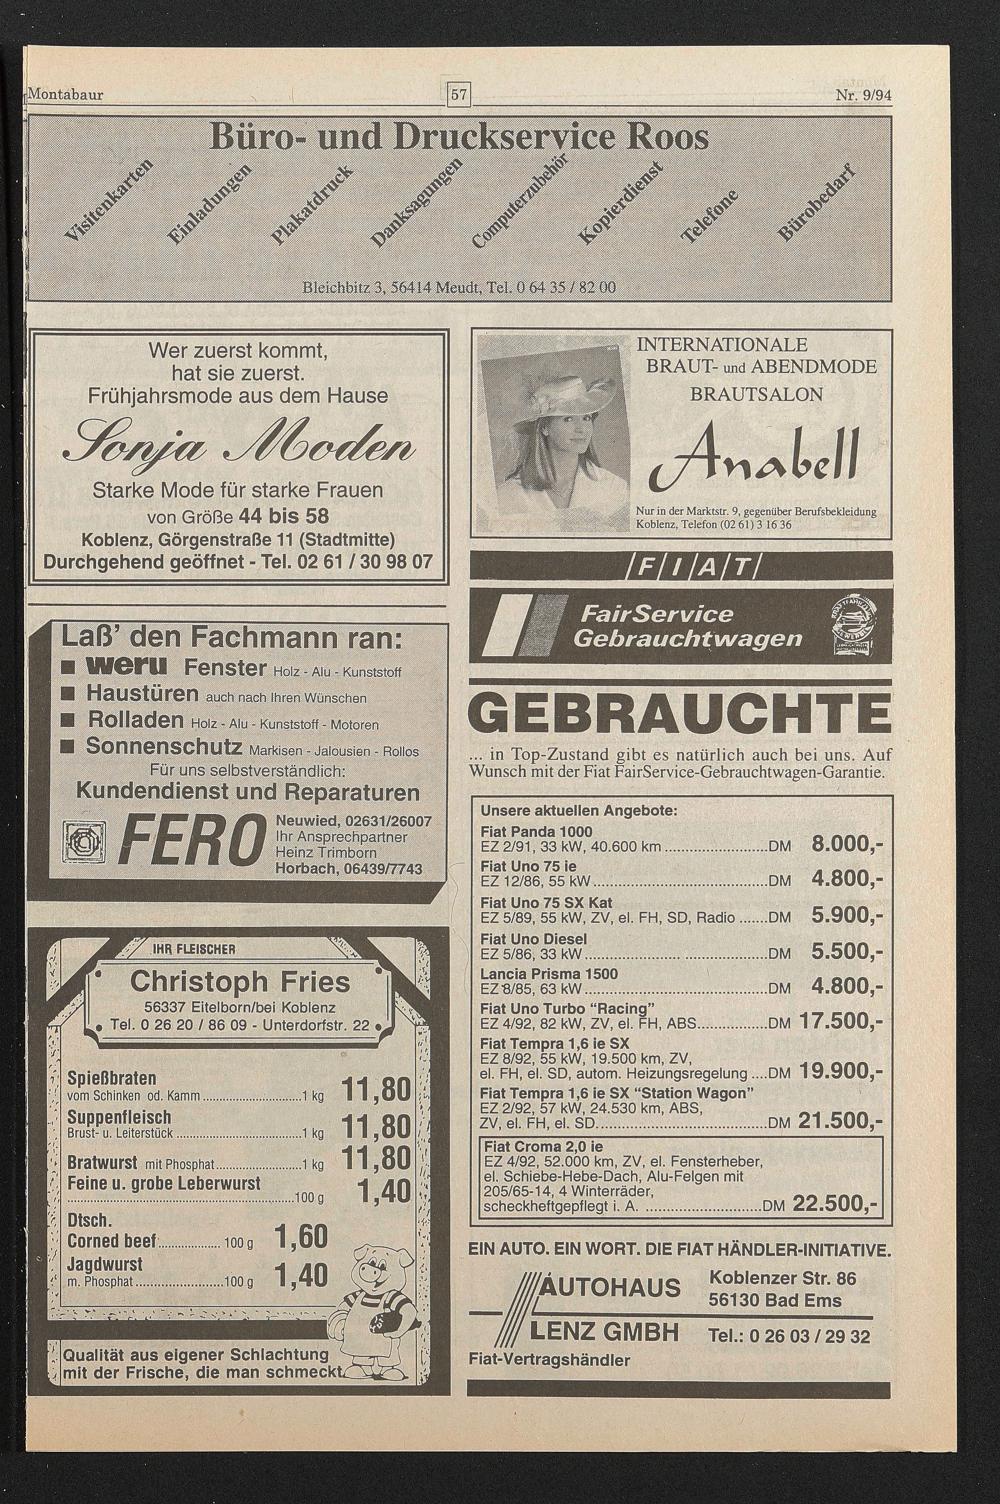 Montabaur
57
Nr. 9/94
Büro- und Druckservice Roos
Visitenkarten
Einladungen
Plakatdruck
Danksagungen
Computerzubehör
Kopierdienst
Telefone
Bürobedarf
Bleichbitz 3, 56414 Meudt, Tel. 0 64 35 / 82 00
Wer zuerst kommt,
hat sie zuerst.
Frühjahrsmode aus dem Hause
Sonja Moden
Starke Mode für starke Frauen
von Größe 44 bis 58
Koblenz, Görgenstraße 11 (Stadtmitte)
Durchgehend geöffnet - Tel. 02 61 / 30 98 07
Laß' den Fachmann ran:
■ weru Fenster Holz - Alu - Kunststoff
■ Haustüren auch nach Ihren Wünschen
■ Rolladen Holz - Alu - Kunststoff - Motoren
■ Sonnenschutz Markisen - Jalousien - Rollos
Für uns selbstverständlich:
Kundendienst und Reparaturen
FERO
Neuwied, 02631/26007
Ihr Ansprechpartner
Heinz Trimborn
Horbach, 06439/7743
IHR FLEISCHER
Christoph Fries
56337 Eitelborn/bei Koblenz
Tel. 0 26 20 / 86 09 - Unterdorfstr. 22
Spießbraten
vom Schinken od. Kamm ........................1 kg 11,80
Suppenfleisch
Brust- u. Leiterstück ..............................1 kg 11,80
Bratwurst mit Phosphat.....................1 kg 11,80
Feine u. grobe Leberwurst
........................................................100 g 1,40
Dtsch.
Corned beef.................. 100 g 1,60
Jagdwurst
m. Phosphat.........................100 g 1,40
Qualität aus eigener Schlachtung
mit der Frische, die man schmeckt.
INTERNATIONALE
BRAUT- und ABENDMODE
BRAUTSALON
Anabell
Nur in der Marktstr. 9, gegenüber Berufsbekleidung
Koblenz, Telefon (02 61) 3 16 36
FIAT
FairService
Gebrauchtwagen
GEBRAUCHTE
... in Top-Zustand gibt es natürlich auch bei uns. Auf
Wunsch mit der Fiat FairService-Gebrauchtwagen-Garantie.
Unsere aktuellen Angebote:
Fiat Panda 1000
EZ 2/91, 33 kW, 40.600 km ......................DM 8.000,-
Fiat Uno 75 ie
EZ 12/86, 55 kW.....................................DM 4.800,-
Fiat Uno 75 SX Kat
EZ 5/89, 55 kW, ZV, el. FH, SD, Radio .......DM 5.900,-
Fiat Uno Diesel
EZ 5/86, 33 kW.................... .................DM 5.500,-
Lancia Prisma 1500
EZ 8/85, 63 kW.......................................DM 4.800,-
Fiat Uno Turbo “Racing”
EZ 4/92, 82 kW, ZV, el. FH, ABS...............DM 17.500,-
Fiat Tempra 1,6 ie SX
EZ 8/92, 55 kW, 19.500 km, ZV,
el. FH, el. SD, autom. Heizungsregelung ....DM 19.900,-
Fiat Tempra 1,6 ie SX “Station Wagon”
EZ 2/92, 57 kW, 24.530 km, ABS,
ZV, el. FH, el. SD.....................................DM 21.500,-
Fiat Croma 2,0 ie
EZ 4/92, 52.000 km, ZV, el. Fensterheber,
el. Schiebe-Hebe-Dach, Alu-Felgen mit
205/65-14, 4 Winterräder,
scheckheftgepflegt i. A. .........................DM 22.500,-
EIN AUTO. EIN WORT. DIE FIAT HÄNDLER-INITIATIVE.
AUTOHAUS
LENZ GMBH
Koblenzer Str. 86
56130 Bad Ems
Tel.: 0 26 03 / 29 32
Fiat-Vertragshändler